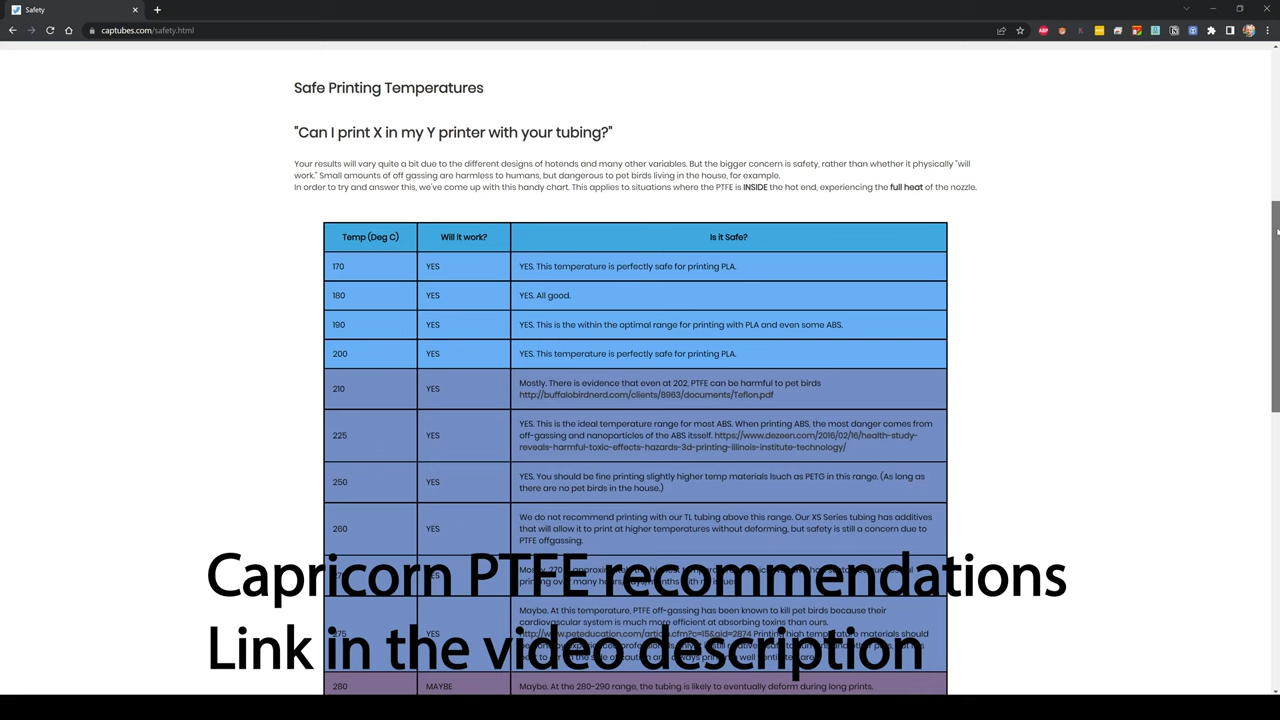 Safety
captubes.com/safety.html
Safe Printing Temperatures
"Can I print X in my Y printer with your tubing?"
Your results will vary quite a bit due to the different designs of hotends and many other variables. But the bigger concern is safety, rather than whether it physically "will
work." Small amounts of off gassing are harmless to humans, but dangerous to pet birds living in the house, for example.
In order to try and answer this, we've come up with this handy chart. This applies to situations where the PTFE is INSIDE the hot end, experiencing the full heat of the nozzle.
Temp (Deg C) Will it work? Is it Safe?
170 YES YES. This temperature is perfectly safe for printing PLA.
180 YES YES. All good.
190 YES YES. This is the within the optimal range for printing with PLA and even some ABS.
200 YES YES. This temperature is perfectly safe for printing PLA.
210 YES Mostly. There is evidence that even at 202, PTFE can be harmful to pet birds
http://buffalobirdnerd.com/clients/8963/documents/Teflon.pdf
225 YES YES. This is the ideal temperature range for most ABS. When printing ABS, the most danger comes from
off-gassing and nanoparticles of the ABS itsself. https://www.dezeen.com/2016/02/16/health-study-
reveals-harmful-toxic-effects-hazards-3d-printing-illinois-institute-technology/
250 YES YES. You should be fine printing slightly higher temp materials lsuch as PETG in this range. (As long as
there are no pet birds in the house.)
260 YES We do not recommend printing with our TL tubing above this range. Our XS Series tubing has additives
that will allow it to print at higher temperatures without deforming, but safety is still a concern due to
PTFE offgassing.
Capricorn PTFE recommendations
275 YES Maybe. At this temperature, PTFE off-gassing has been known to kill pet birds because their
cardiovascular system is much more efficient at absorbing toxins than ours.
Link in the video description
280 MAYBE Maybe. At the 280-290 range, the tubing is likely to eventually deform during long prints.